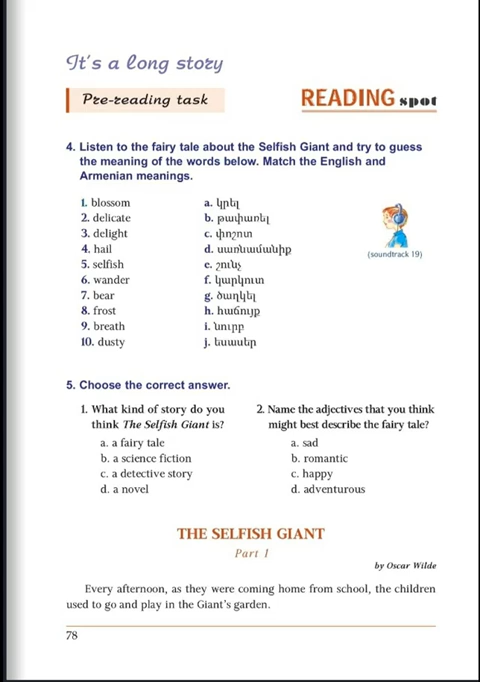 It's a long story
Pre-reading task
READING spot
4. Listen to the fairy tale about the Selfish Giant and try to guess
the meaning of the words below. Match the English and
Armenian meanings.
1. blossom a. կրել
2. delicate b. թափառել
3. delight c. փոշոտ
4. hail d. սառնամանիք
5. selfish e. շունչ
6. wander f. կարկուտ
7. bear g. ծաղկել
8. frost h. հաճույք
9. breath i. նուրբ
10. dusty j. եսասեր
(soundtrack 19)
5. Choose the correct answer.
1. What kind of story do you
think The Selfish Giant is?
a. a fairy tale
b. a science fiction
c. a detective story
d. a novel
2. Name the adjectives that you think
might best describe the fairy tale?
a. sad
b. romantic
c. happy
d. adventurous
THE SELFISH GIANT
Part I
by Oscar Wilde
Every afternoon, as they were coming home from school, the children
used to go and play in the Giant's garden.
78